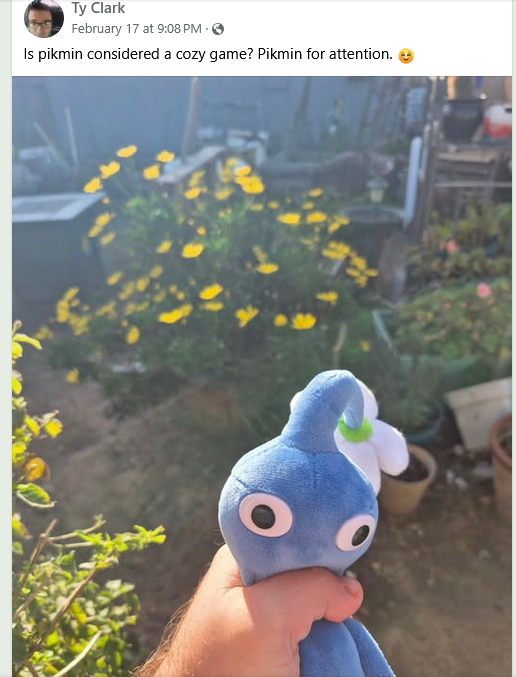 Ty Clark
February 17 at 9:08 PM ·
Is pikmin considered a cozy game? Pikmin for attention. 😊